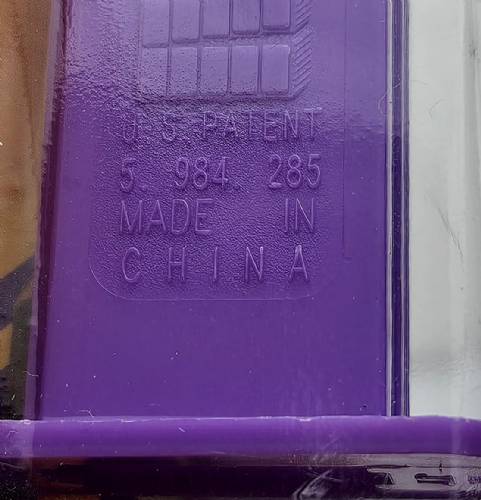 U. S. PATENT
5. 984. 285
MADE IN
CHINA